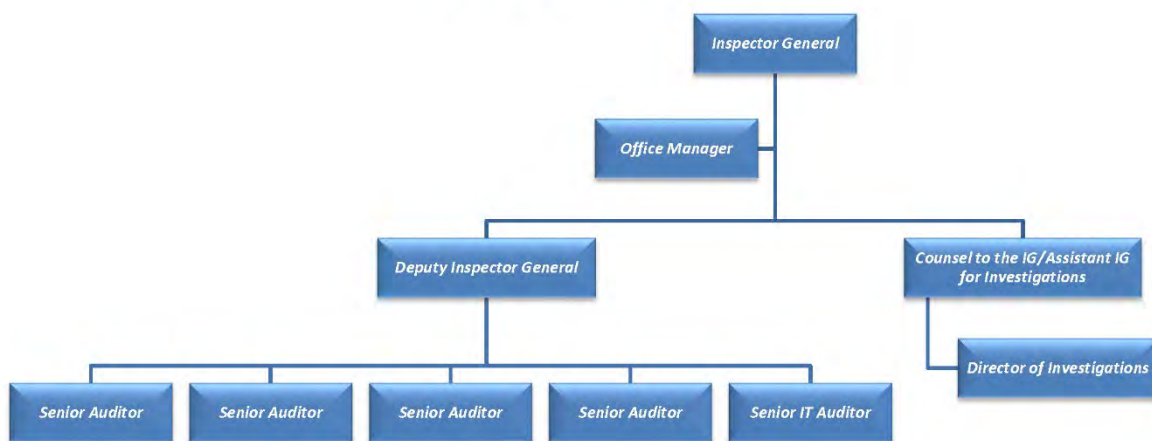 Inspector General
Office Manager
Deputy Inspector General
Counsel to the IG/Assistant IG
for Investigations
Director of Investigations
Senior Auditor
Senior Auditor
Senior Auditor
Senior Auditor
Senior IT Auditor